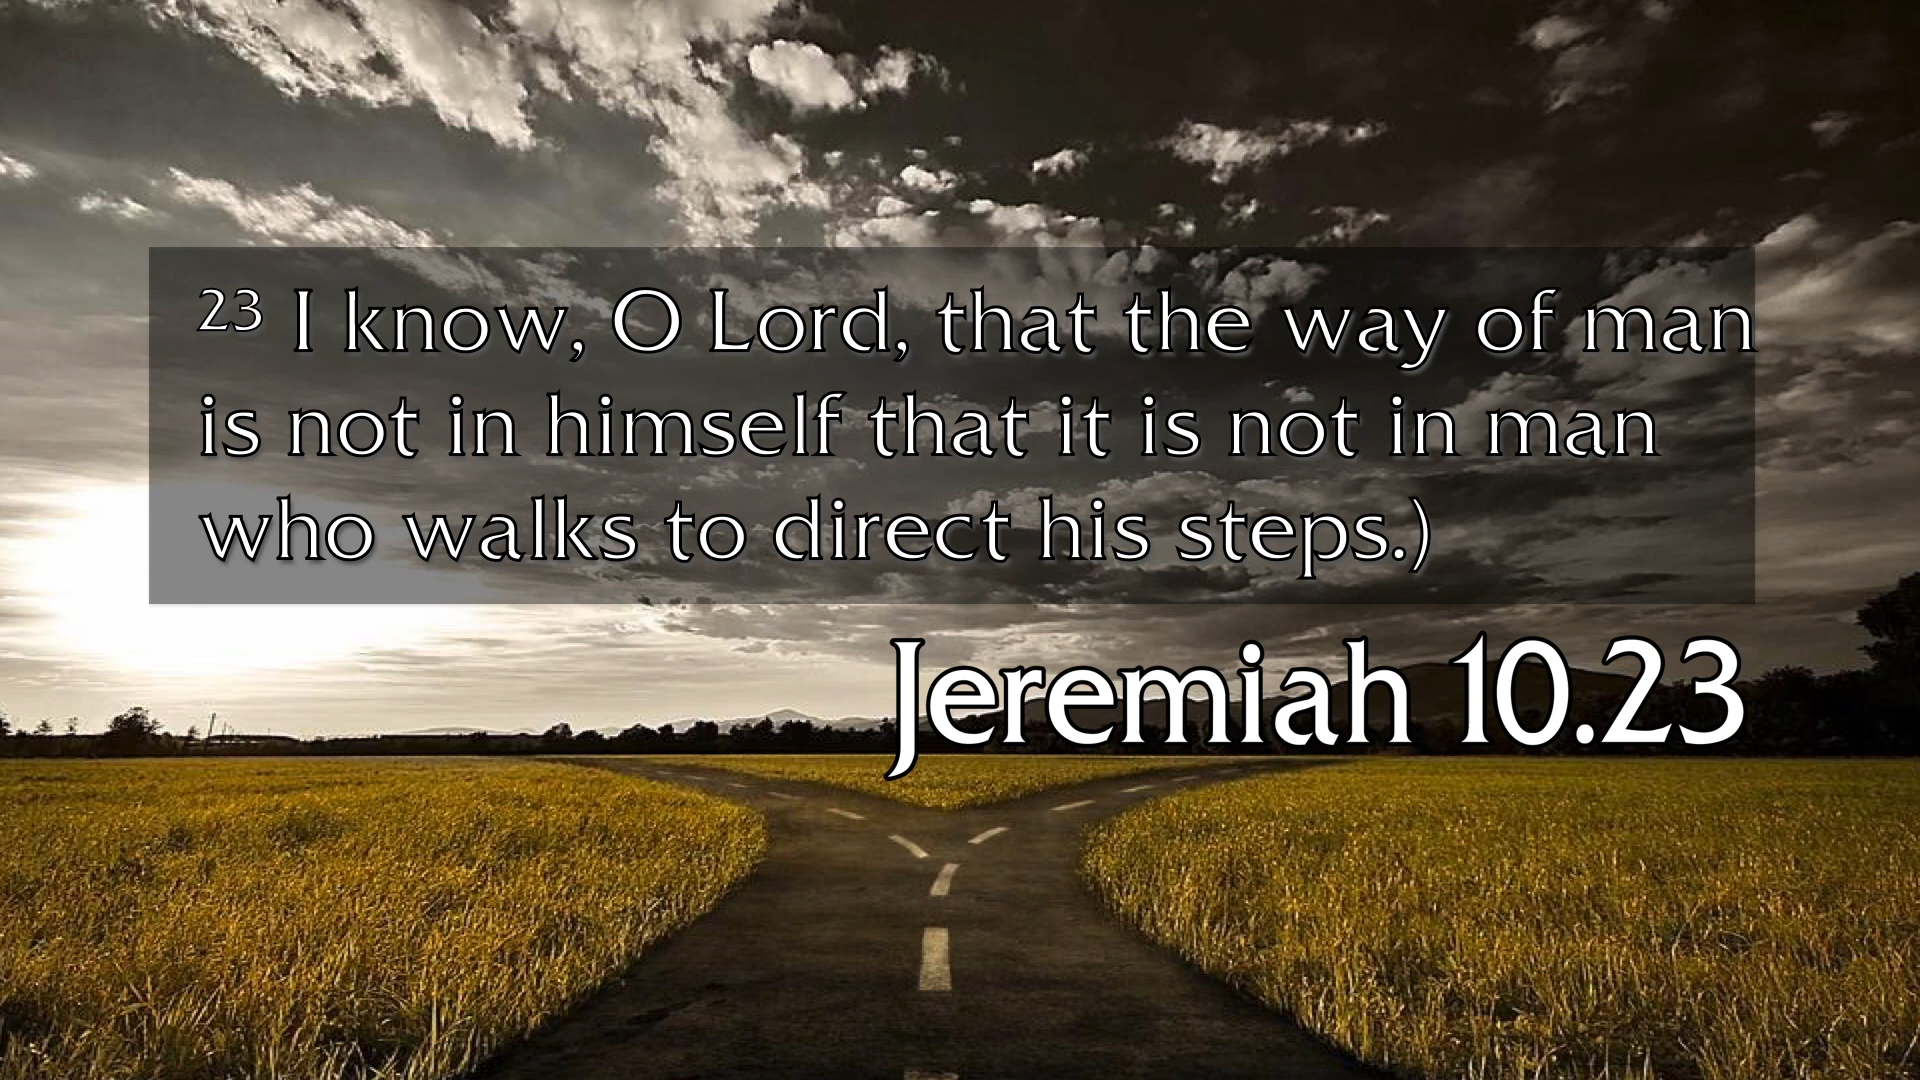 23 I know, O Lord, that the way of man
is not in himself that it is not in man
who walks to direct his steps.)
Jeremiah 10.23